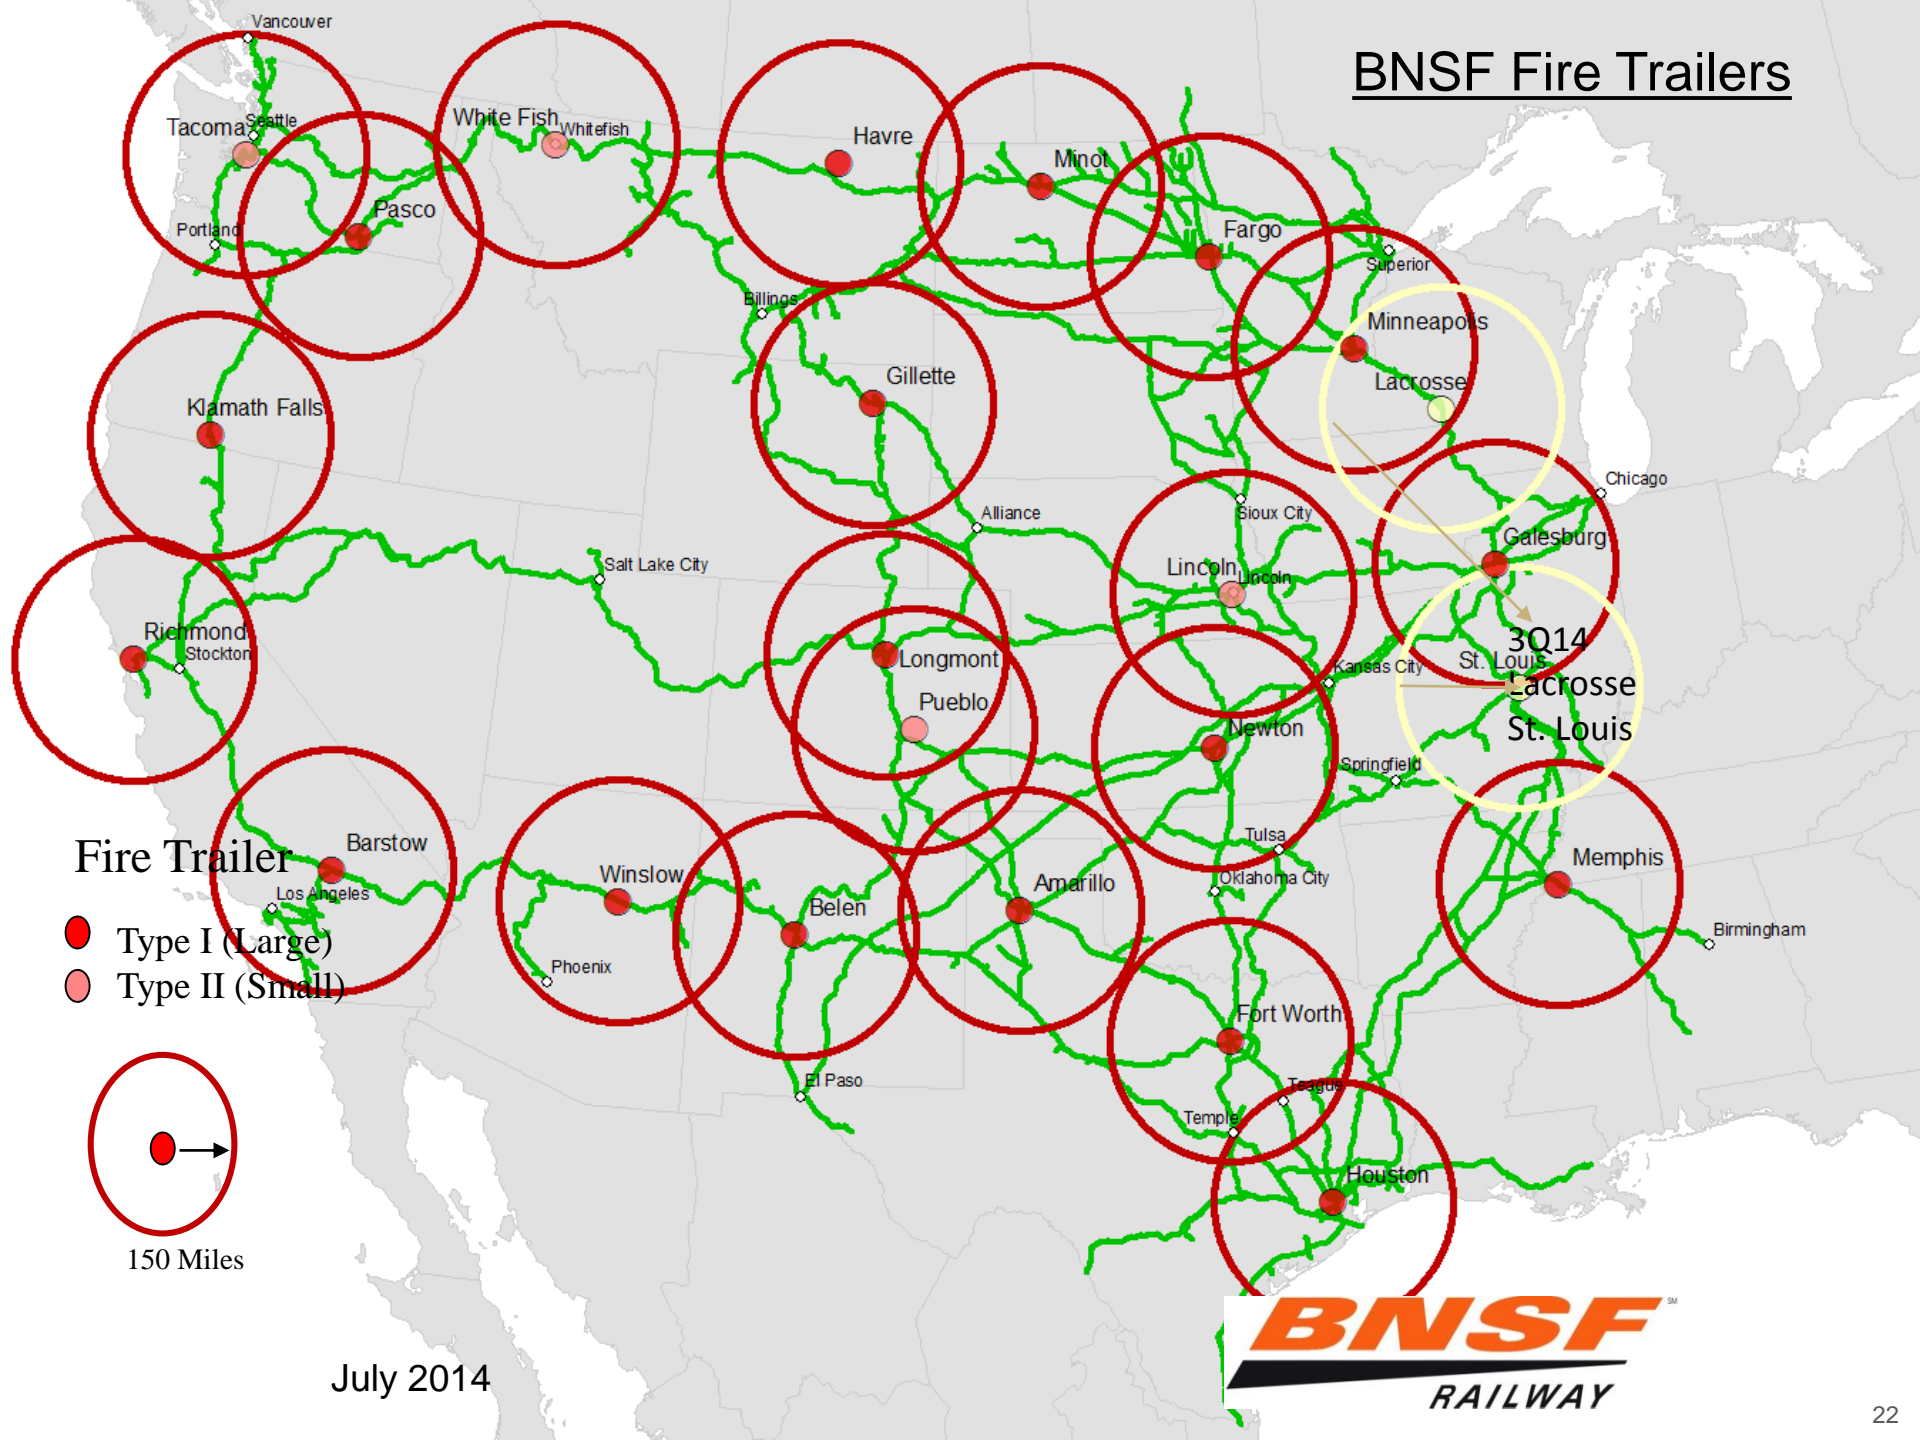 BNSF Fire Trailers
Vancouver
Seattle
Tacoma
White Fish
Whitefish
Havre
Minot
Pasco
Portland
Fargo
Superior
Billings
Minneapolis
Gillette
Lacrosse
Klamath Falls
Chicago
Alliance
Sioux City
Galesburg
Salt Lake City
Lincoln
Lincoln
Richmond
Stockton
Longmont
Kansas City
St. Louis
3Q14
Lacrosse
St. Louis
Pueblo
Newton
Springfield
Tulsa
Barstow
Los Angeles
Winslow
Amarillo
Oklahoma City
Memphis
Belen
Birmingham
Phoenix
Fort Worth
El Paso
Teague
Temple
Houston
Fire Trailer
Type I (Large)
Type II (Small)
150 Miles
July 2014
BNSF SM
RAILWAY
22